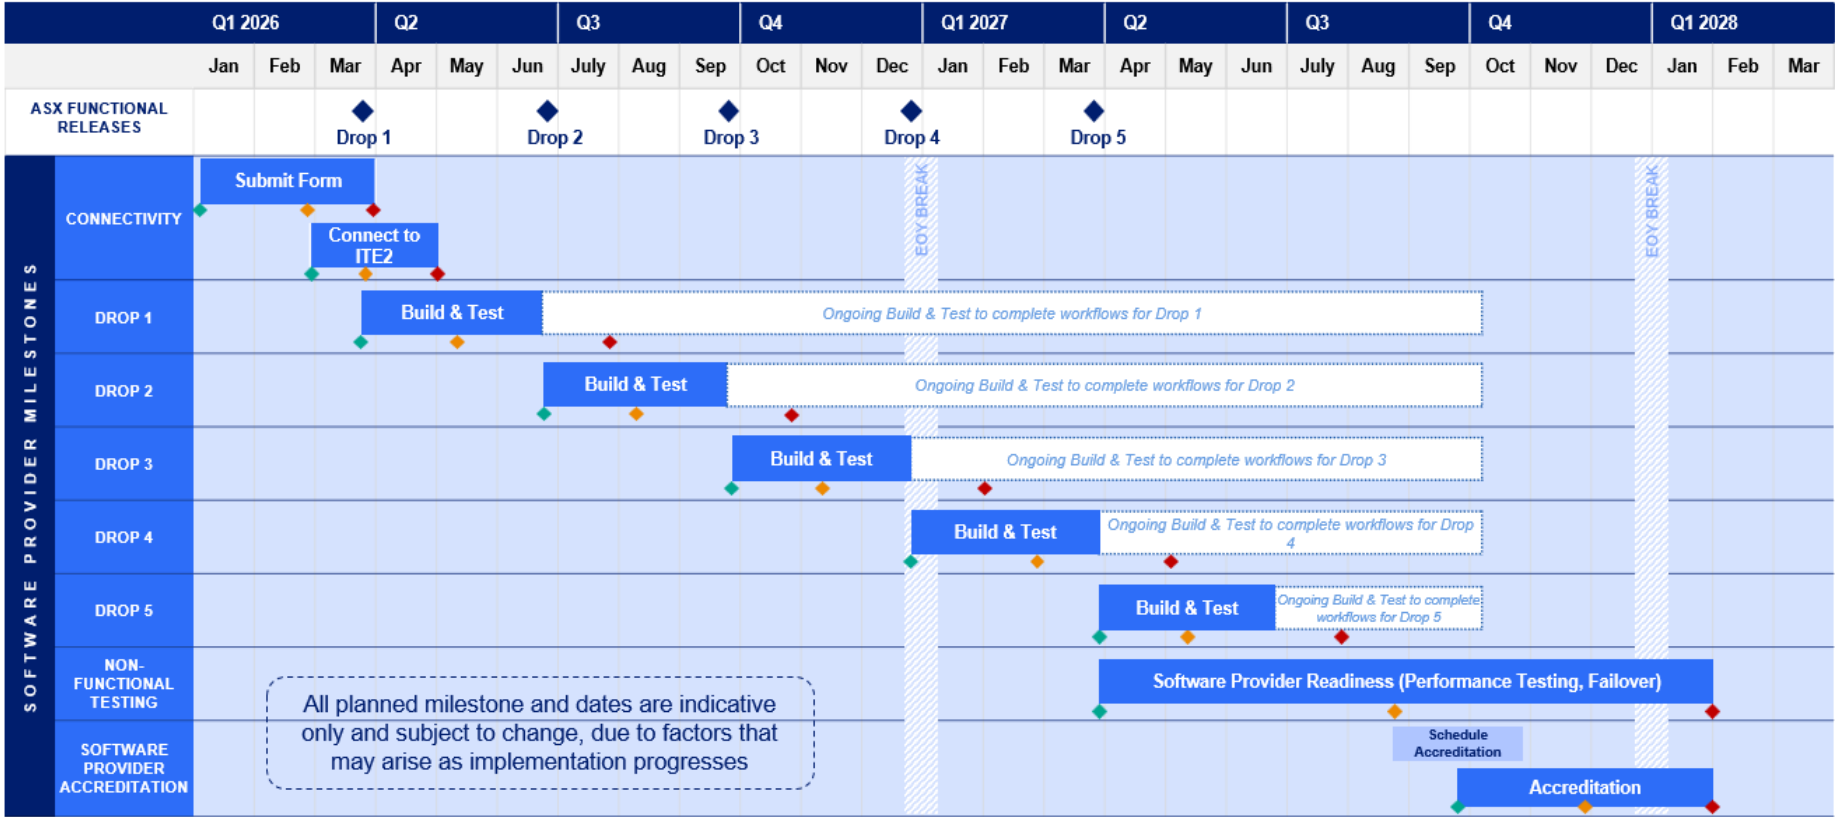 Q1 2026 Q2 Q3 Q4 Q1 2027 Q2 Q3 Q4 Q1 2028
Jan Feb Mar Apr May Jun July Aug Sep Oct Nov Dec Jan Feb Mar Apr May Jun July Aug Sep Oct Nov Dec Jan Feb Mar
ASX FUNCTIONAL
RELEASES
Drop 1 Drop 2 Drop 3 Drop 4 Drop 5
SOFTWARE PROVIDER MILESTONES
CONNECTIVITY
Submit Form
Connect to
ITE2
EOY BREAK
EOY BREAK
DROP 1
Build & Test
Ongoing Build & Test to complete workflows for Drop 1
DROP 2
Build & Test
Ongoing Build & Test to complete workflows for Drop 2
DROP 3
Build & Test
Ongoing Build & Test to complete workflows for Drop 3
DROP 4
Build & Test
Ongoing Build & Test to complete workflows for Drop
4
DROP 5
Build & Test
Ongoing Build & Test to complete
workflows for Drop 5
NON-
FUNCTIONAL
TESTING
Software Provider Readiness (Performance Testing, Failover)
All planned milestone and dates are indicative
only and subject to change, due to factors that
may arise as implementation progresses
SOFTWARE
PROVIDER
ACCREDITATION
Schedule
Accreditation
Accreditation